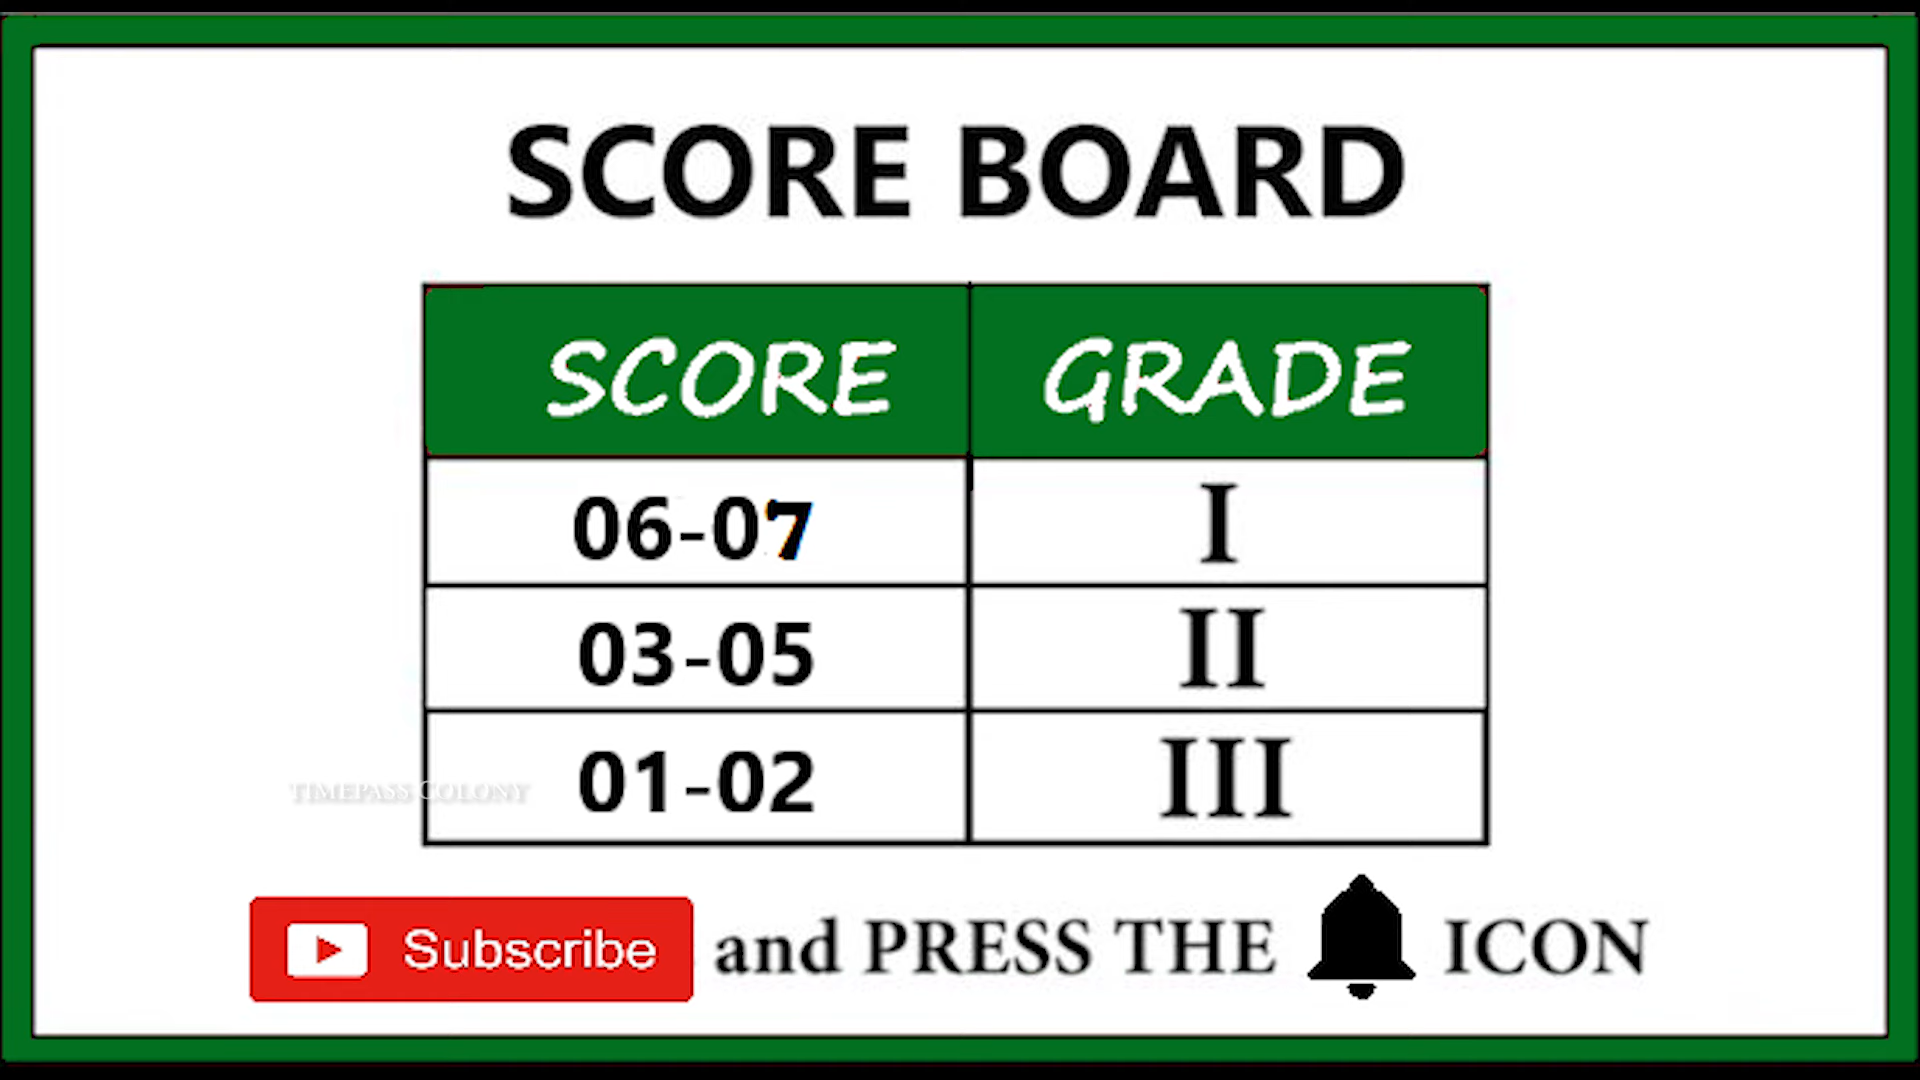 SCORE BOARD
SCORE GRADE
06-07 I
03-05 II
01-02 III
TIMEPASS COLONY
Subscribe and PRESS THE ICON